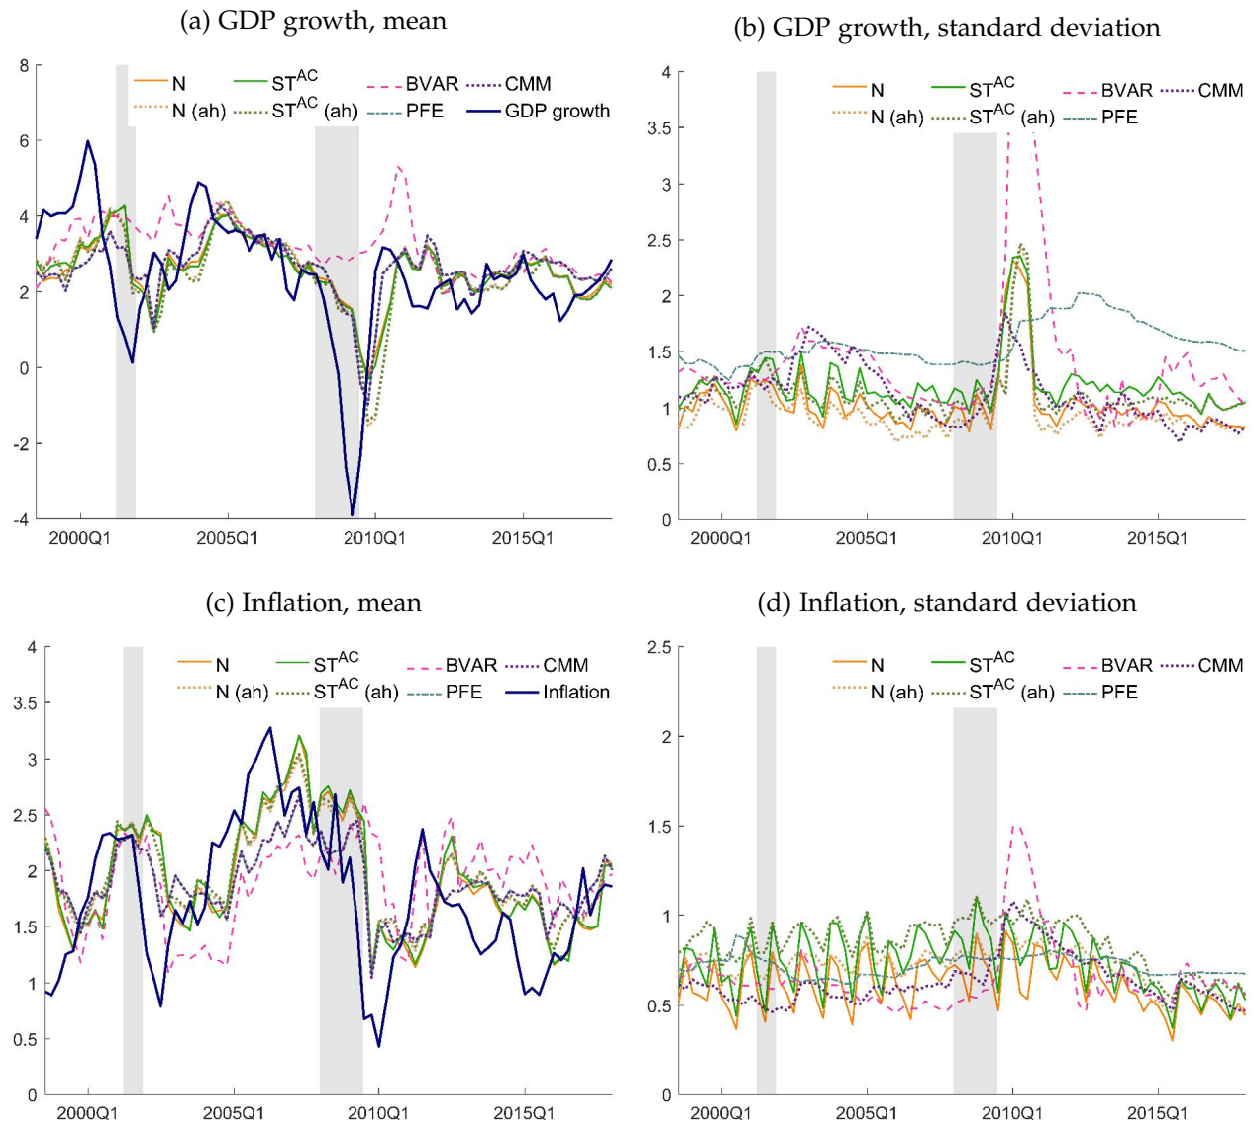 (a) GDP growth, mean
8
6
4
2
0
-2
-4
N
ST^AC
BVAR
CMM
N (ah)
ST^AC (ah)
PFE
GDP growth
2000Q1
2005Q1
2010Q1
2015Q1
(b) GDP growth, standard deviation
4
3.5
3
2.5
2
1.5
1
0.5
0
N
ST^AC
BVAR
CMM
N (ah)
ST^AC (ah)
PFE
2000Q1
2005Q1
2010Q1
2015Q1
(c) Inflation, mean
4
3.5
3
2.5
2
1.5
1
0.5
0
N
ST^AC
BVAR
CMM
N (ah)
ST^AC (ah)
PFE
Inflation
2000Q1
2005Q1
2010Q1
2015Q1
(d) Inflation, standard deviation
2.5
2
1.5
1
0.5
0
N
ST^AC
BVAR
CMM
N (ah)
ST^AC (ah)
PFE
2000Q1
2005Q1
2010Q1
2015Q1